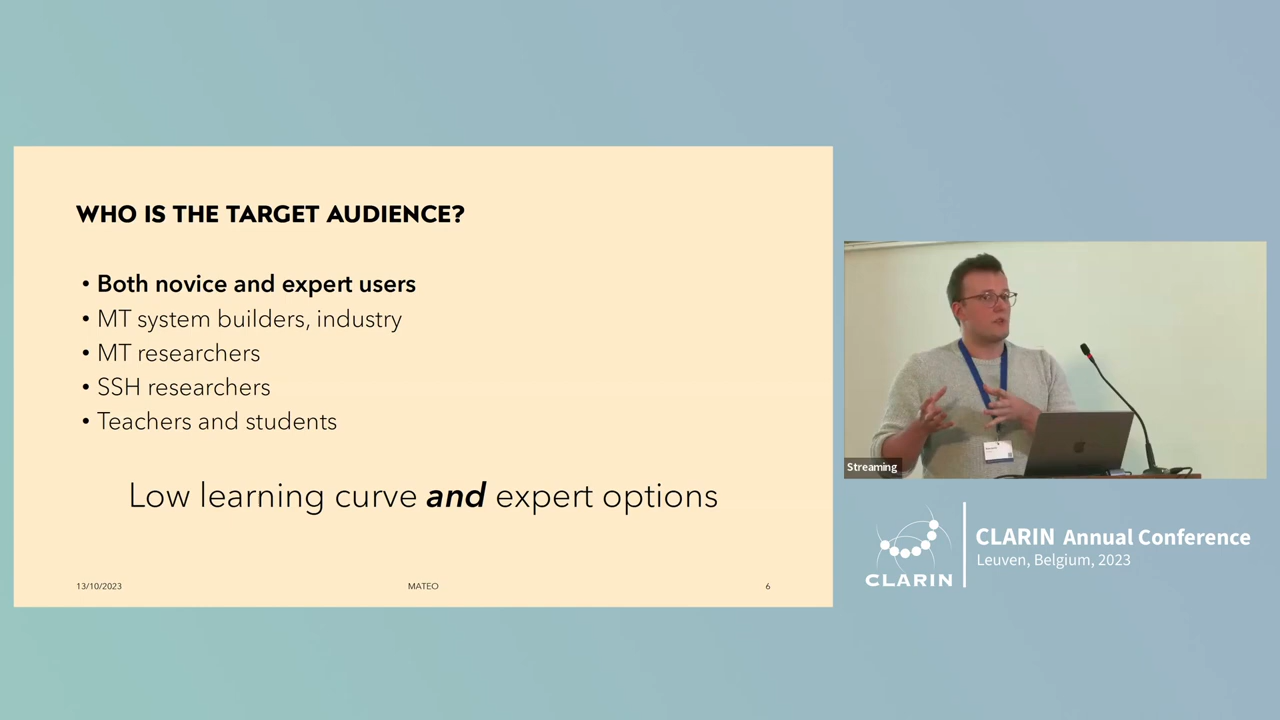 WHO IS THE TARGET AUDIENCE?
• Both novice and expert users
• MT system builders, industry
• MT researchers
• SSH researchers
• Teachers and students
Low learning curve and expert options
13/10/2023
MATEO
6
Streaming
CLARIN
CLARIN Annual Conference
Leuven, Belgium, 2023